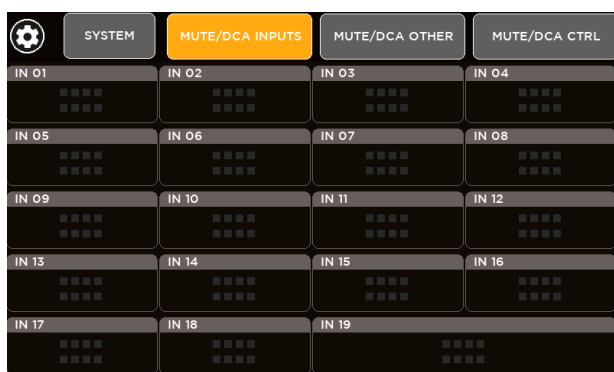 SYSTEM MUTE/DCA INPUTS MUTE/DCA OTHER MUTE/DCA CTRL
IN 01 IN 02 IN 03 IN 04
IN 05 IN 06 IN 07 IN 08
IN 09 IN 10 IN 11 IN 12
IN 13 IN 14 IN 15 IN 16
IN 17 IN 18 IN 19